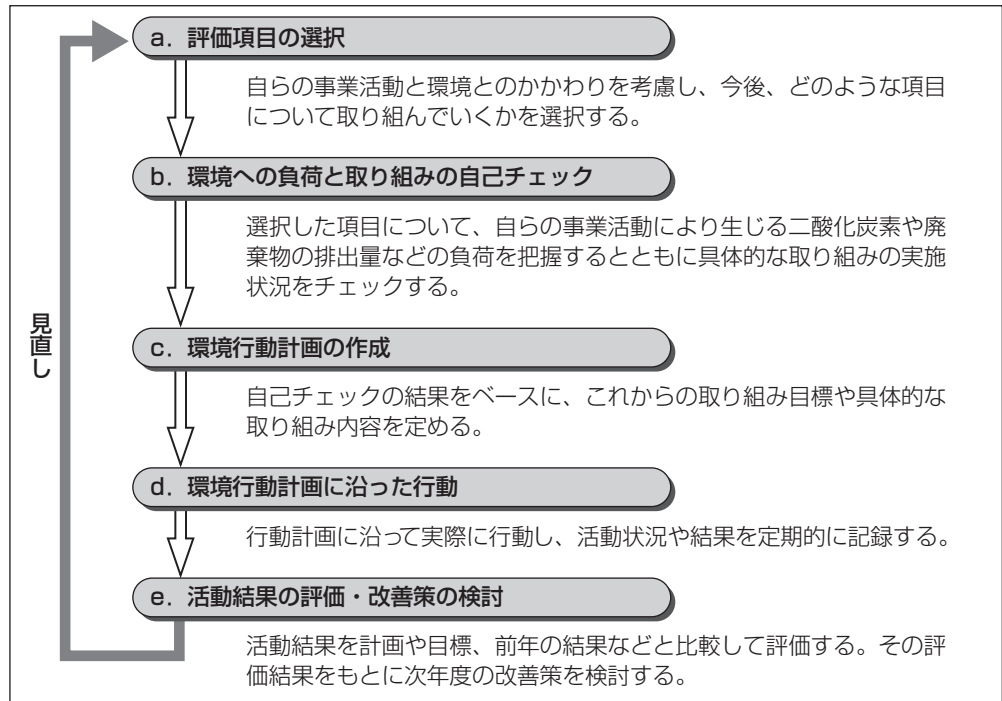 a．評価項目の選択
自らの事業活動と環境とのかかわりを考慮し、今後、どのような項目
について取り組んでいくかを選択する。
b．環境への負荷と取り組みの自己チェック
選択した項目について、自らの事業活動により生じる二酸化炭素や廃
棄物の排出量などの負荷を把握するとともに具体的な取り組みの実施
状況をチェックする。
見直し
c．環境行動計画の作成
自己チェックの結果をベースに、これからの取り組み目標や具体的な
取り組み内容を定める。
d．環境行動計画に沿った行動
行動計画に沿って実際に行動し、活動状況や結果を定期的に記録する。
e．活動結果の評価・改善策の検討
活動結果を計画や目標、前年の結果などと比較して評価する。その評
価結果をもとに次年度の改善策を検討する。